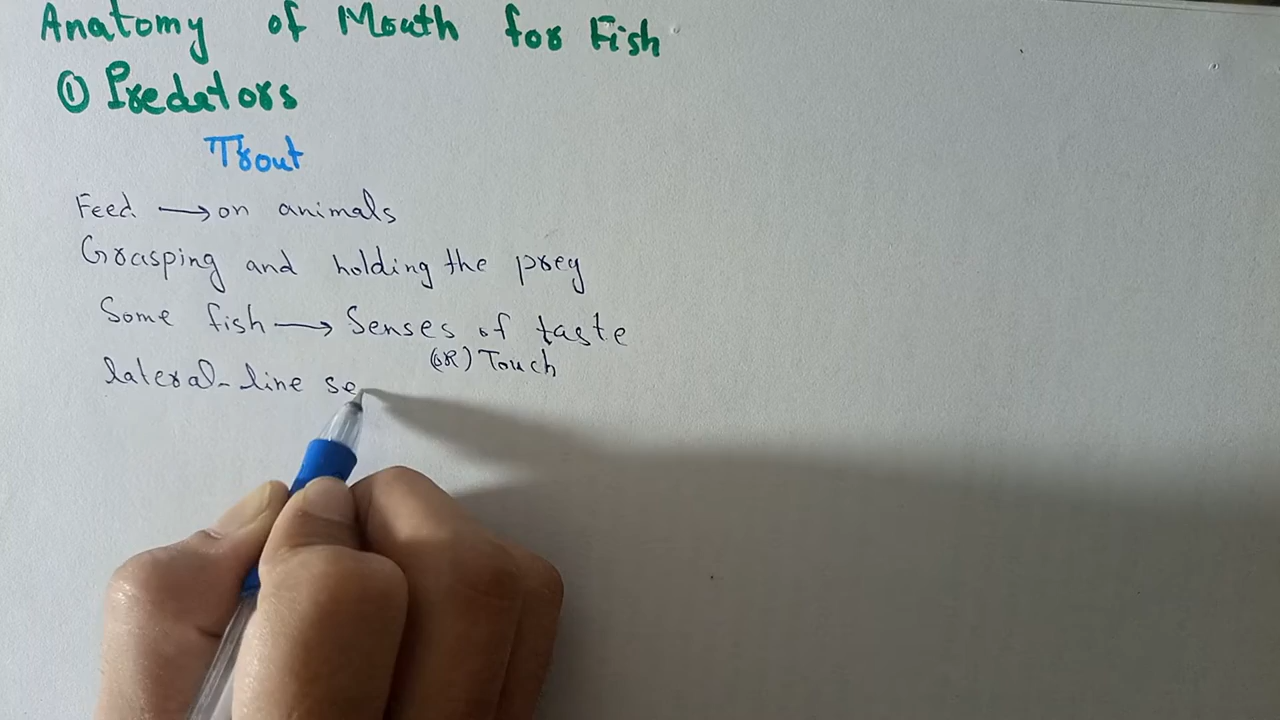 Anatomy of Mouth for Fish
① Predators
Trout
Feed → on animals
Grasping and holding the prey
Some fish → Senses of taste
(OR) Touch
lateral-line se